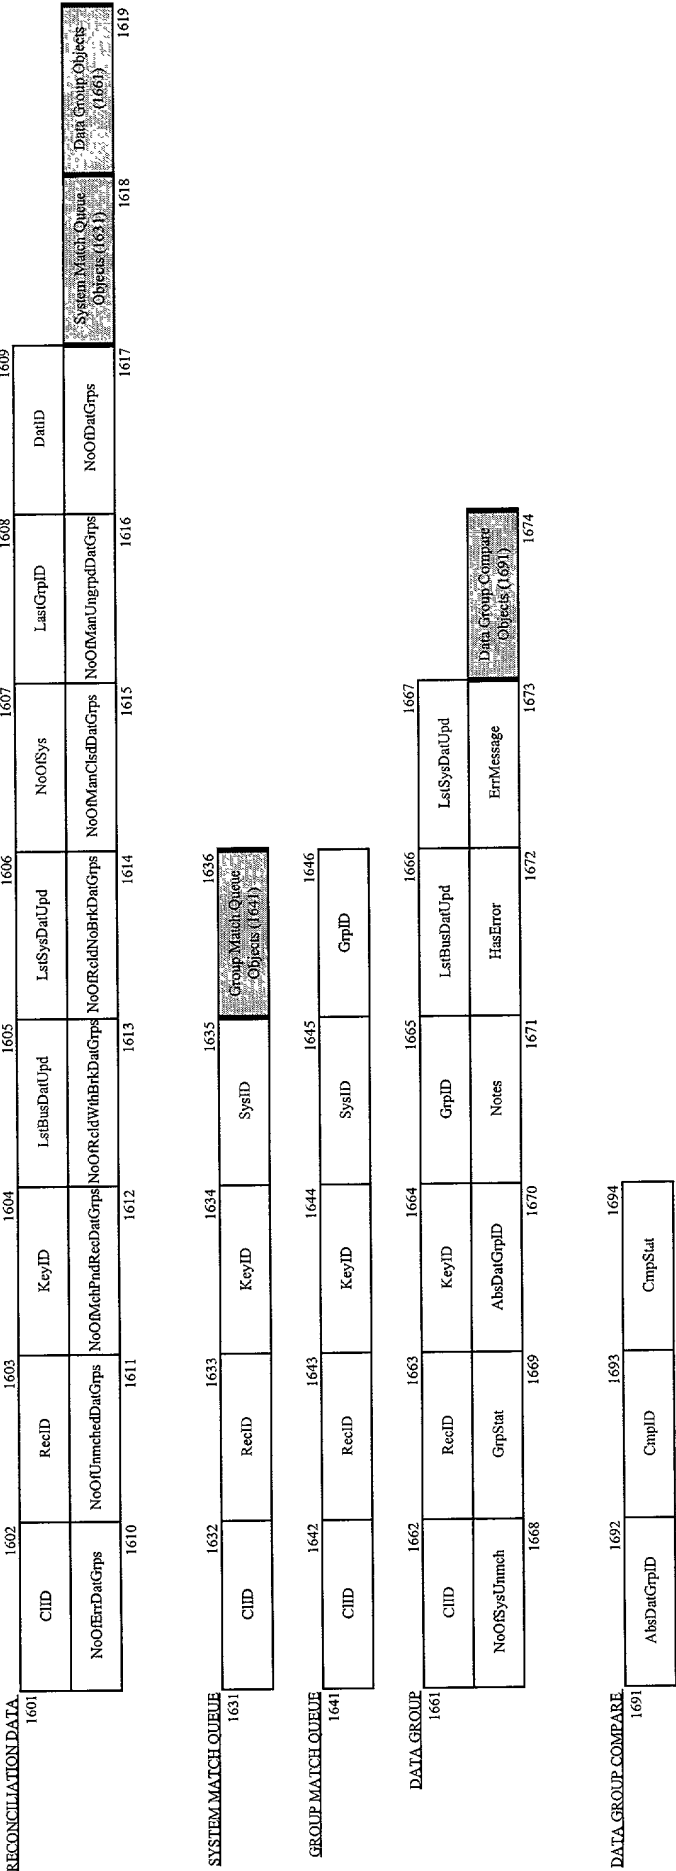 RECONCILIATION DATA
1601
1602 1603 1604 1605 1606 1607 1608 1609
ClID RecID KeyID LstBusDatUpd LstSysDatUpd NoOfSys LastGrpID DatID
NoOfErrDatGrps NoOfUnmchedDatGrps NoOfMchPndRecDatGrps NoOfRcldWthBrkDatGrps NoOfRcldNoBrkDatGrps NoOfManClsdDatGrps NoOfManUngrpdDatGrps NoOfDatGrps System Match Queue Objects (1631) Data Group Objects (1661)
1610 1611 1612 1613 1614 1615 1616 1617 1618 1619
SYSTEM MATCH QUEUE
1631
1632 1633 1634 1635 1636
ClID RecID KeyID SysID Group Match Queue Objects (1641)
GROUP MATCH QUEUE
1641
1642 1643 1644 1645 1646
ClID RecID KeyID SysID GrpID
DATA GROUP
1661
1662 1663 1664 1665 1666 1667
ClID RecID KeyID GrpID LstBusDatUpd LstSysDatUpd
NoOfSysUnmch GrpStat AbsDatGrpID Notes HasError ErrMessage Data Group Compare Objects (1691)
1668 1669 1670 1671 1672 1673 1674
DATA GROUP COMPARE
1691
1692 1693 1694
AbsDatGrpID CmpID CmpStat